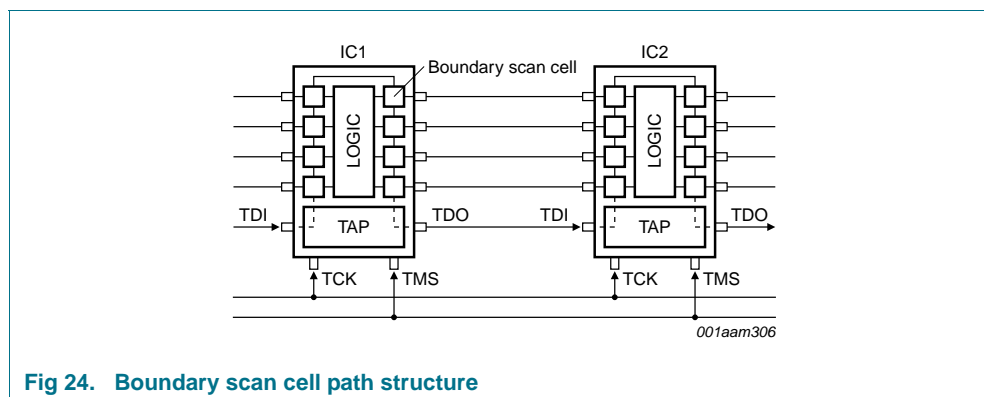 IC1
IC2
Boundary scan cell
LOGIC
LOGIC
TDI
TAP
TDO
TDI
TAP
TDO
TCK
TMS
TCK
TMS
001aam306
Fig 24. Boundary scan cell path structure